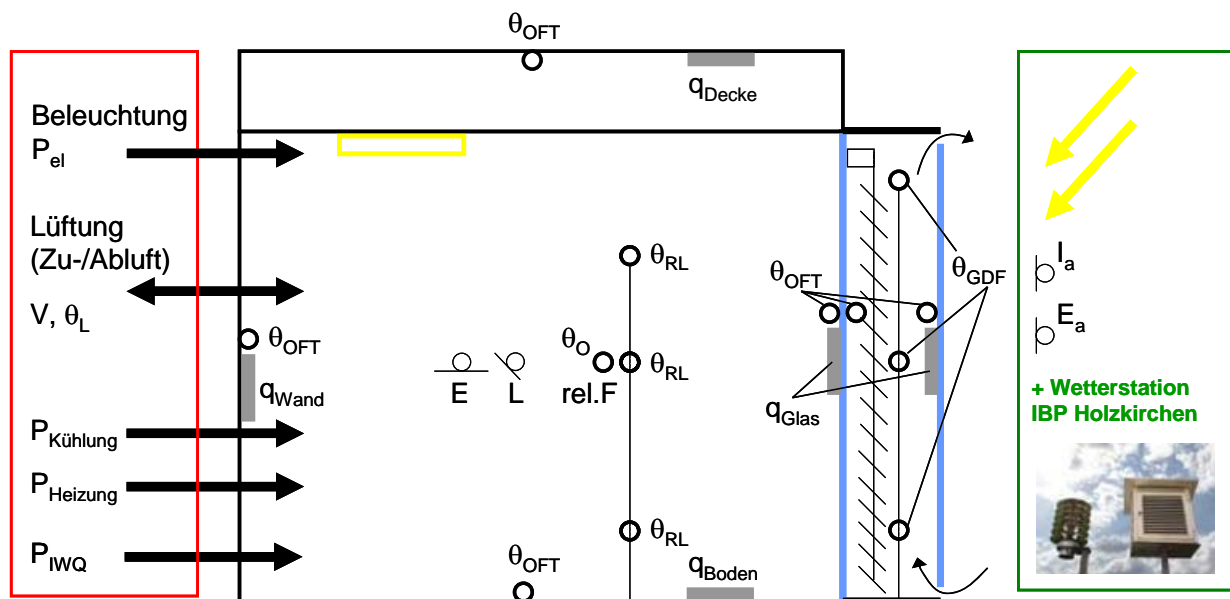 θOFT
qDecke
Beleuchtung
Pel
Lüftung
(Zu-/Abluft)
V, θL
θOFT
qWand
PKühlung
PHeizung
PIWQ
E
L
θO
rel.F
θRL
θRL
θRL
θOFT
qBoden
θOFT
qGlas
θGDF
Ia
Ea
+ Wetterstation
IBP Holzkirchen